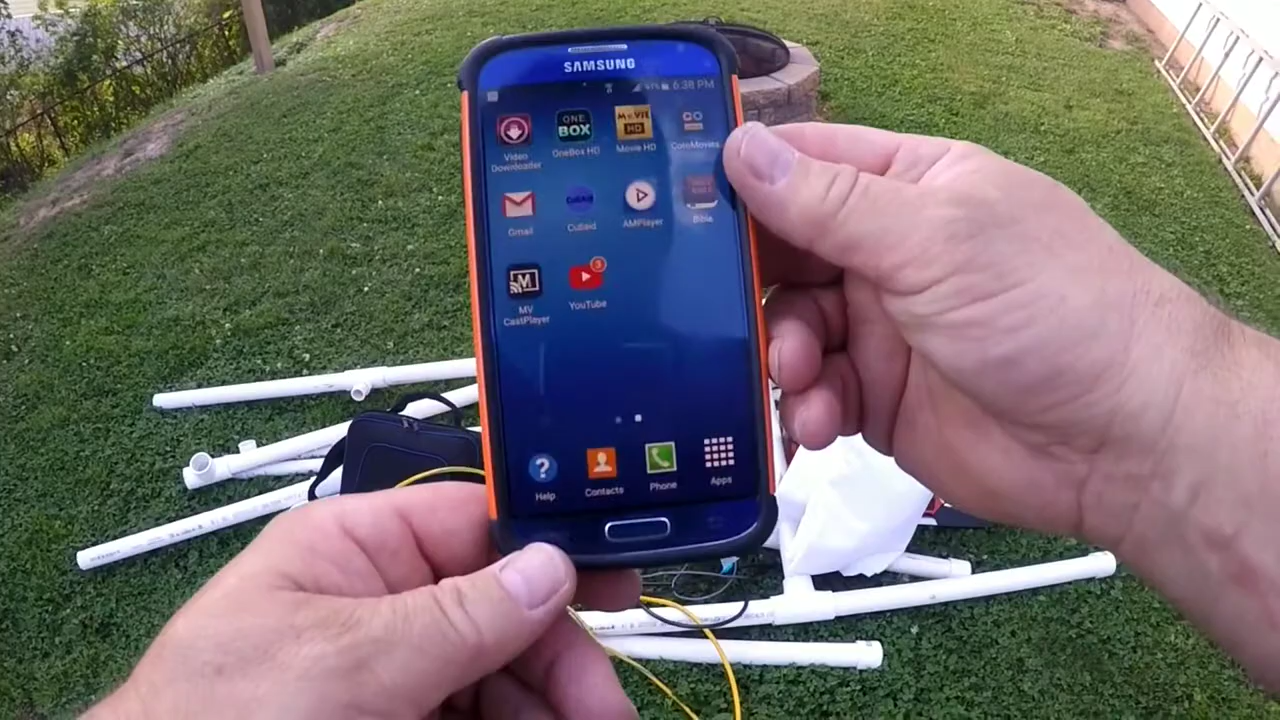 SAMSUNG
6:38 PM
ONE
BOX
MOVIE
HD
Video
Downloader
OneBox HD
Movie HD
CotoMovies
Gmail
AMPlayer
Bible
M
3
MV
CastPlayer
YouTube
?
Help
Contacts
Phone
Apps